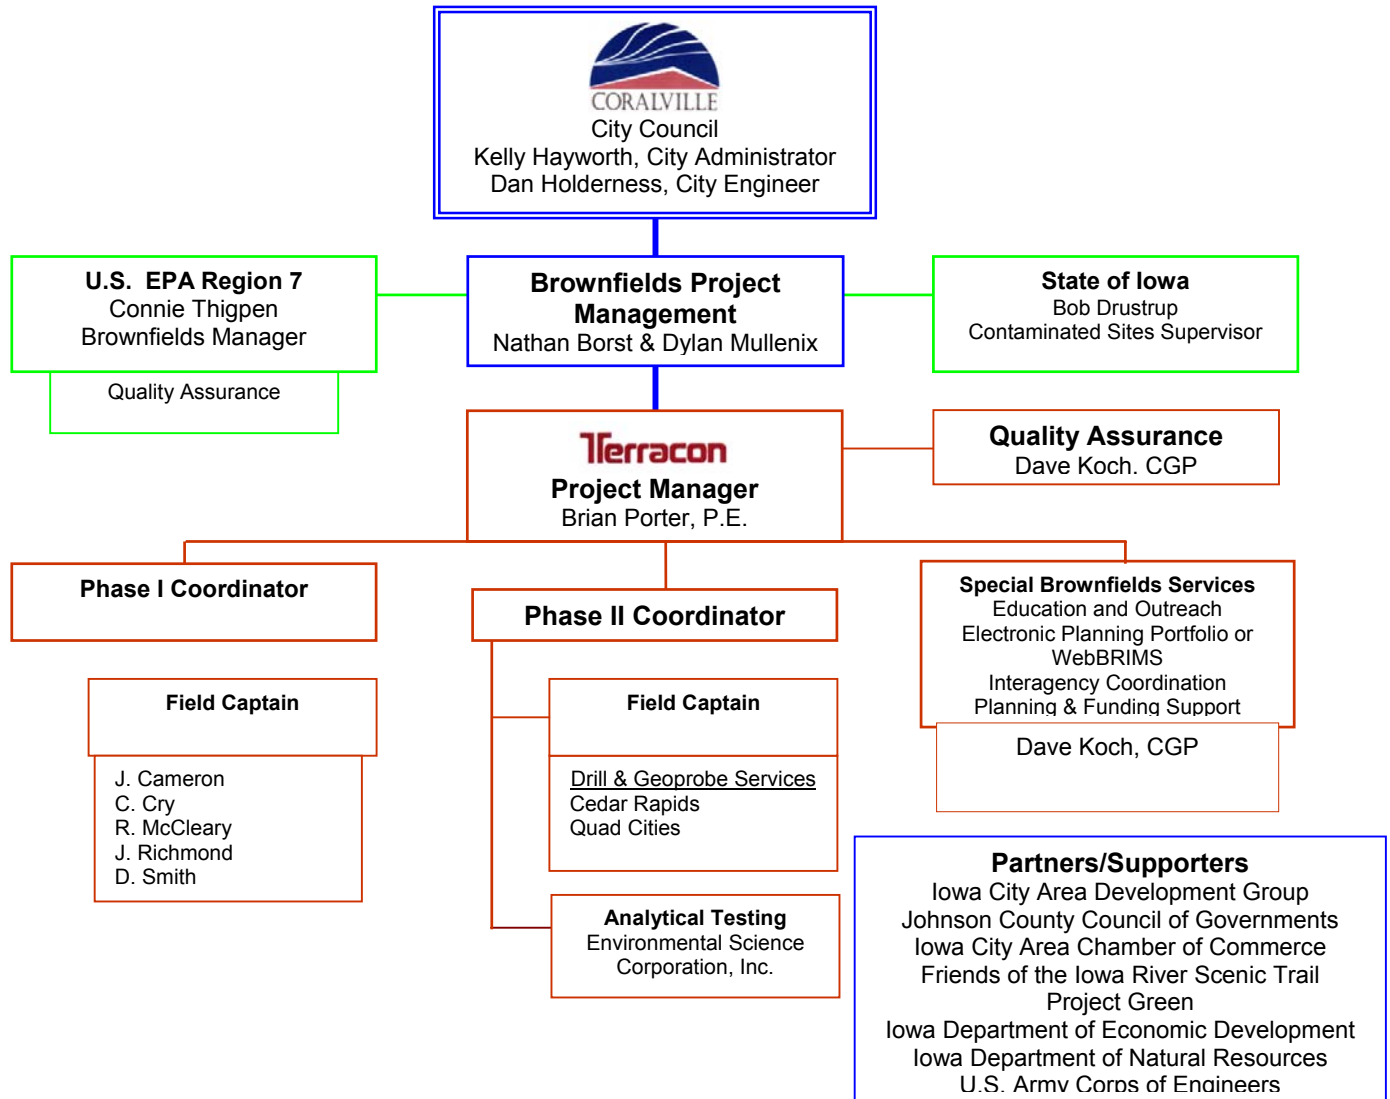 CORALVILLE
City Council
Kelly Hayworth, City Administrator
Dan Holderness, City Engineer
U.S. EPA Region 7
Connie Thigpen
Brownfields Manager
Quality Assurance
Brownfields Project
Management
Nathan Borst & Dylan Mullenix
State of Iowa
Bob Drustrup
Contaminated Sites Supervisor
Terracon
Project Manager
Brian Porter, P.E.
Quality Assurance
Dave Koch. CGP
Phase I Coordinator
Field Captain
J. Cameron
C. Cry
R. McCleary
J. Richmond
D. Smith
Phase II Coordinator
Field Captain
Drill & Geoprobe Services
Cedar Rapids
Quad Cities
Analytical Testing
Environmental Science
Corporation, Inc.
Special Brownfields Services
Education and Outreach
Electronic Planning Portfolio or
WebBRIMS
Interagency Coordination
Planning & Funding Support
Dave Koch, CGP
Partners/Supporters
Iowa City Area Development Group
Johnson County Council of Governments
Iowa City Area Chamber of Commerce
Friends of the Iowa River Scenic Trail
Project Green
Iowa Department of Economic Development
Iowa Department of Natural Resources
U.S. Army Corps of Engineers